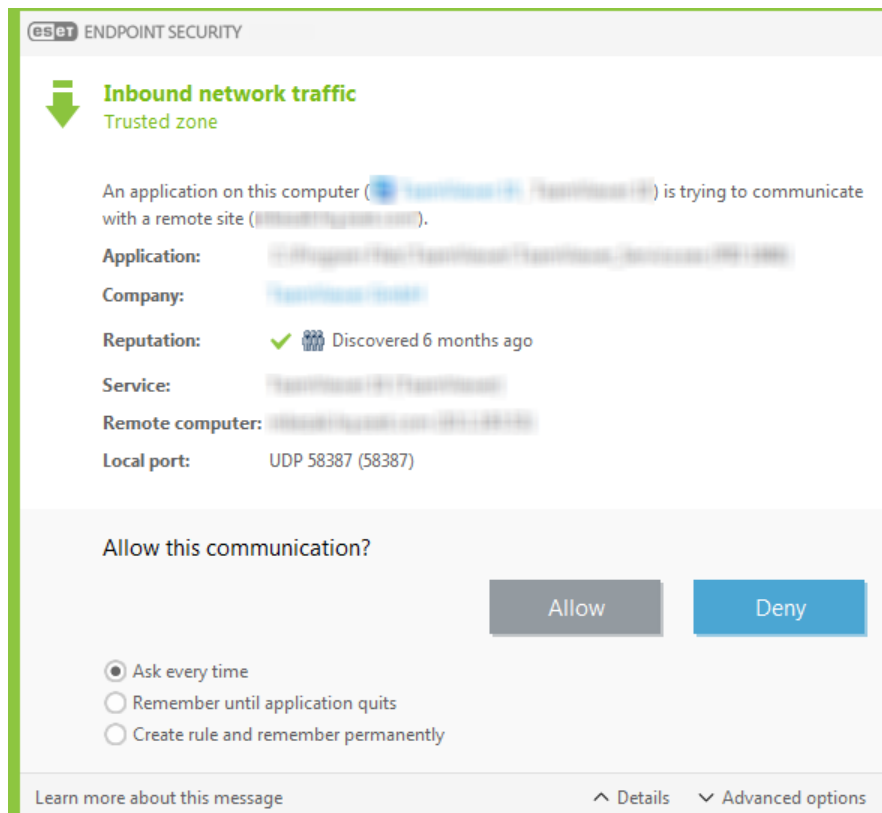 eset ENDPOINT SECURITY
Inbound network traffic
Trusted zone
An application on this computer ( ) is trying to communicate
with a remote site ( ).
Application:
Company:
Reputation: Discovered 6 months ago
Service:
Remote computer:
Local port: UDP 58387 (58387)
Allow this communication?
Allow Deny
Ask every time
Remember until application quits
Create rule and remember permanently
Learn more about this message Details Advanced options